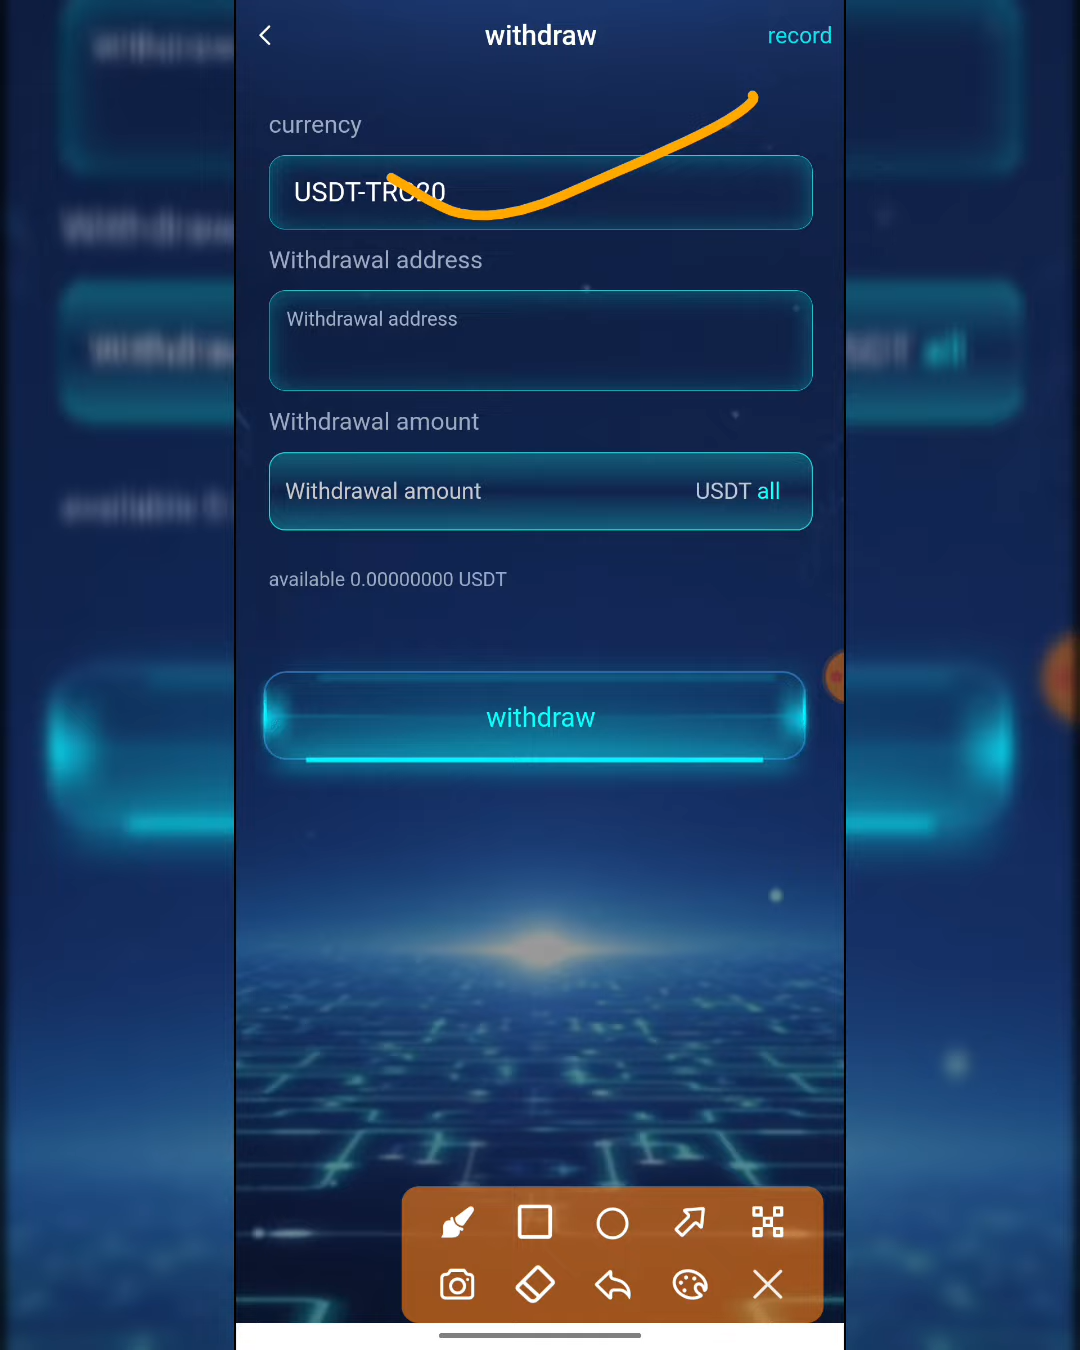 withdraw
record
currency
USDT-TRC20
Withdrawal address
Withdrawal address
Withdrawal amount
Withdrawal amount
USDT all
available 0.00000000 USDT
withdraw